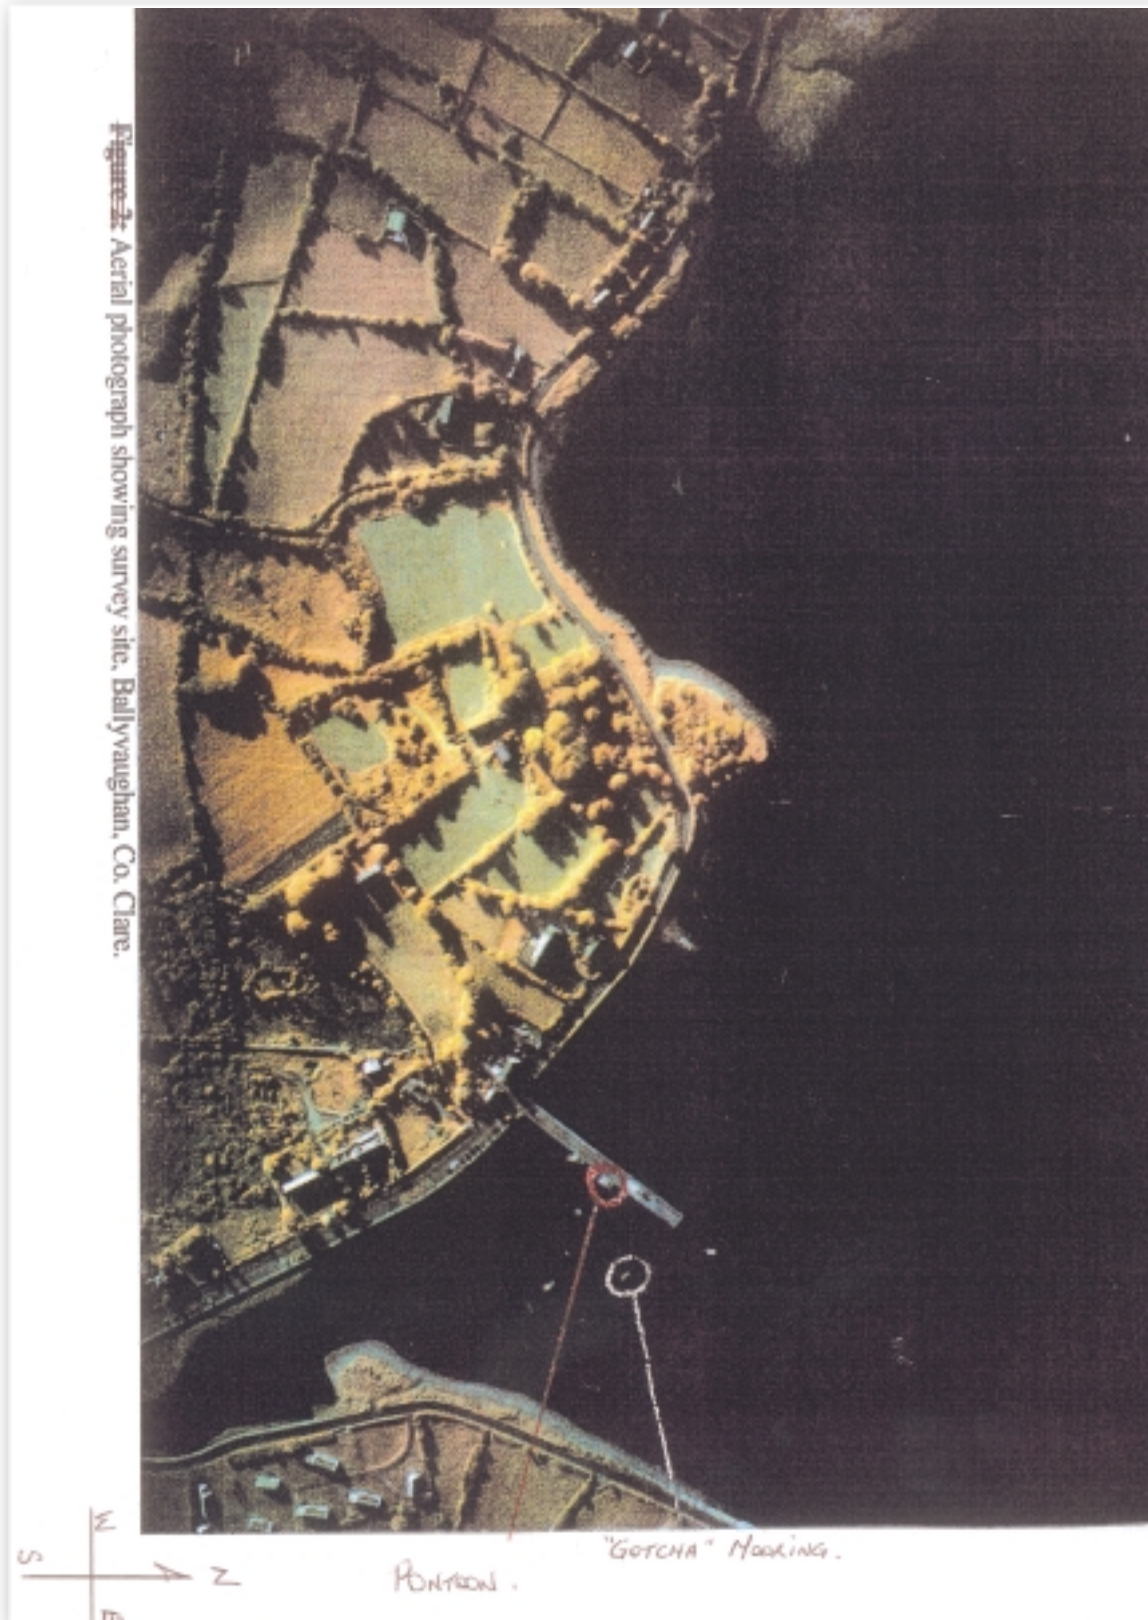 Figure 2: Aerial photograph showing survey site, Ballyvaughan, Co. Clare.
"GOTCHA" MOORING.
PONTOON.
W
S
N
E